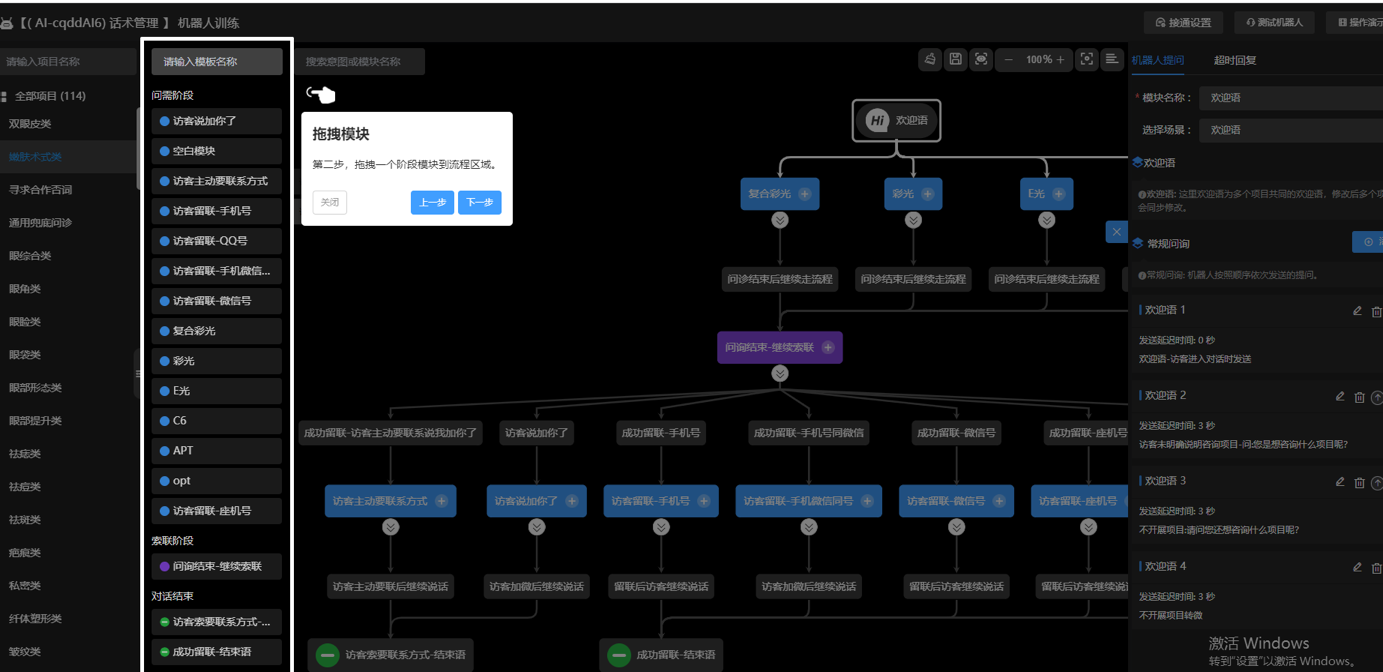 【( AI-cqddAI6) 话术管理 】 机器人训练
接通设置
测试机器人
操作演示
请输入项目名称
全部项目 (114)
双眼皮类
嫩肤术式类
寻求合作否词
通用兜底问诊
眼综合类
眼角类
眼睑类
眼袋类
眼部形态类
眼部提升类
祛痣类
祛痘类
祛斑类
疤痕类
私密类
纤体塑形类
皱纹类
请输入模板名称
问需阶段
访客说加你了
空白模块
访客主动要联系方式
访客留联-手机号
访客留联-QQ号
访客留联-手机微信...
访客留联-微信号
复合彩光
彩光
E光
C6
APT
opt
访客留联-座机号
索联阶段
问询结束-继续索联
对话结束
访客索要联系方式-...
成功留联-结束语
搜索意图或模块名称
100%
拖拽模块
第二步，拖拽一个阶段模块到流程区域。
关闭
上一步
下一步
Hi 欢迎语
复合彩光
彩光
E光
问诊结束后继续走流程
问诊结束后继续走流程
问诊结束后继续走流程
问询结束-继续索联
成功留联-访客主动要联系说我加你了
访客说加你了
成功留联-手机号
成功留联-手机号同微信
成功留联-微信号
成功留联-座机号
访客主动要联系方式
访客说加你了
访客留联-手机号
访客留联-手机微信同号
访客留联-微信号
访客留联-座机号
访客主动要联后继续说话
访客加微后继续说话
留联后访客继续说话
访客加微后继续说话
留联后访客继续说话
留联后访客继续说话
访客索要联系方式-结束语
成功留联-结束语
机器人提问
超时回复
* 模块名称：
欢迎语
选择场景：
欢迎语
欢迎语
欢迎语: 这里欢迎语为多个项目共同的欢迎语，修改后多个项
会同步修改。
常规问询
常规问询: 机器人按照顺序依次发送的提问。
欢迎语 1
发送延迟时间: 0 秒
欢迎语-访客进入对话时发送
欢迎语 2
发送延迟时间: 3 秒
访客未明确说明咨询项目-问:您是想咨询什么项目呢?
欢迎语 3
发送延迟时间: 3 秒
不开展项目:请问您还想咨询什么项目呢?
欢迎语 4
发送延迟时间: 3 秒
不开展项目转微
激活 Windows
转到"设置"以激活 Windows。